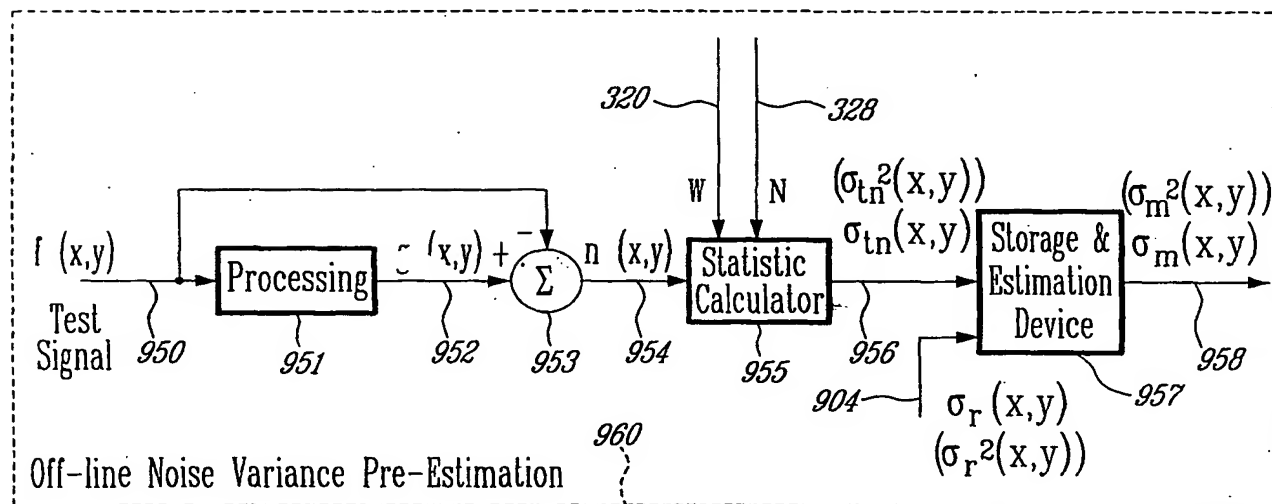 320
328
W
N
(σtn²(x,y))
(σm²(x,y))
(x,y)
Processing
(x,y)
+
-
Σ
n (x,y)
Statistic
Calculator
σtn(x,y)
Storage &
Estimation
Device
σm(x,y)
Test
Signal
950
951
952
953
954
955
956
904
957
958
σr(x,y)
(σr²(x,y))
960
Off-line Noise Variance Pre-Estimation